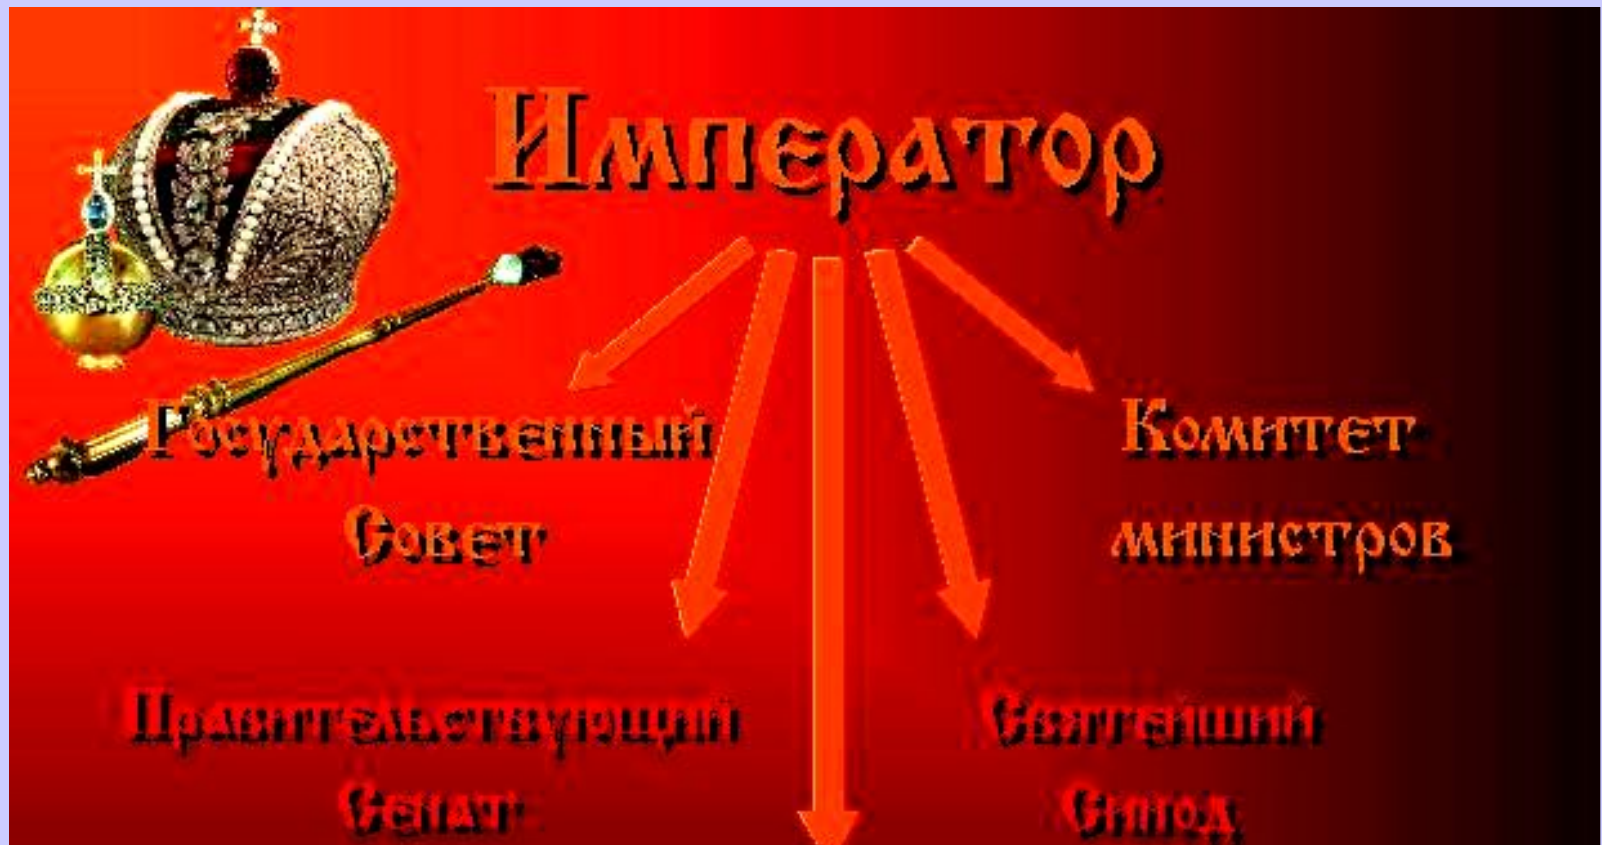 Император
Государственный
Совет
Комитет
министров
Правительствующий
Сенат
Святейший
Синод